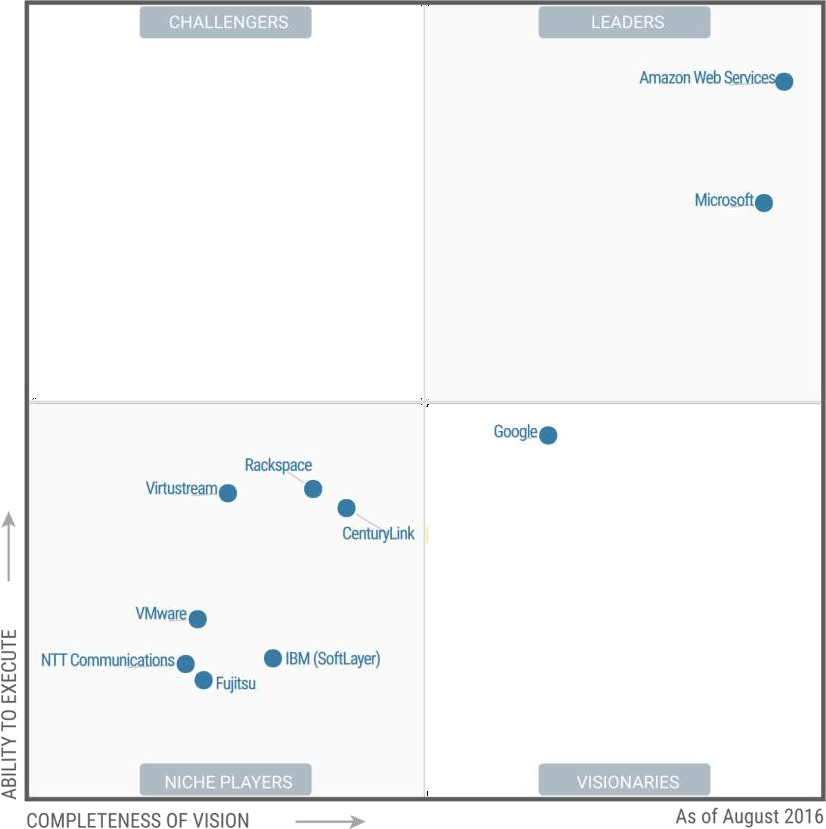 CHALLENGERS
LEADERS
Amazon Web Services
Microsoft
Google
Rackspace
Virtustream
CenturyLink
VMware
NTT Communications
IBM (SoftLayer)
Fujitsu
NICHE PLAYERS
VISIONARIES
ABILITY TO EXECUTE
COMPLETENESS OF VISION
As of August 2016